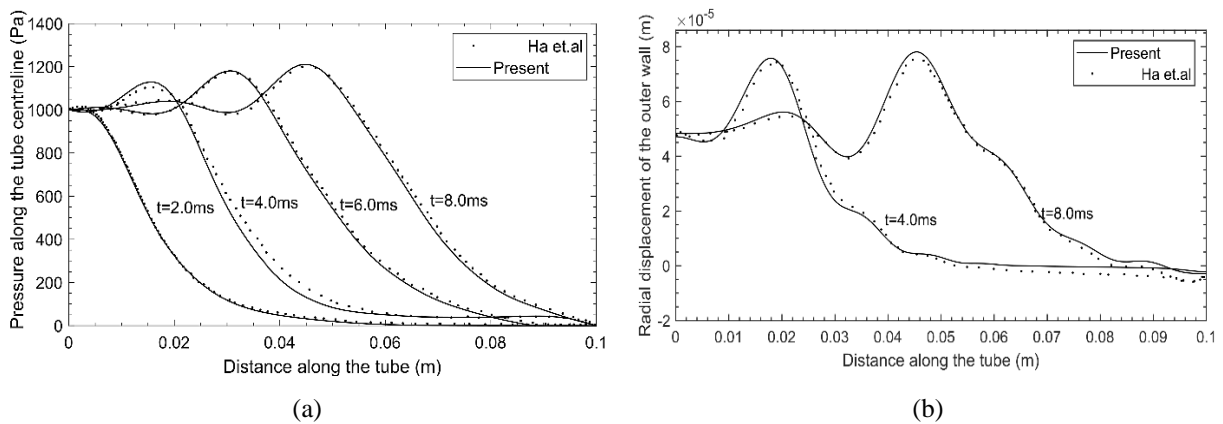 1400
1200
1000
800
600
400
200
0
Pressure along the tube centreline (Pa)
Ha et.al
Present
t=2.0ms
t=4.0ms
t=6.0ms
t=8.0ms
0
0.02
0.04
0.06
0.08
0.1
Distance along the tube (m)
(a)
×10⁻⁵
8
6
4
2
0
-2
Radial displacement of the outer wall (m)
Present
Ha et.al
t=4.0ms
t=8.0ms
0
0.01
0.02
0.03
0.04
0.05
0.06
0.07
0.08
0.09
0.1
Distance along the tube (m)
(b)